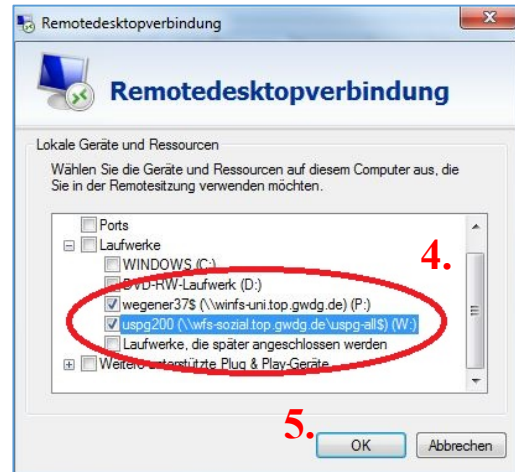 Remotedesktopverbindung
Remotedesktopverbindung
Lokale Geräte und Ressourcen
Wählen Sie die Geräte und Ressourcen auf diesem Computer aus, die
Sie in der Remotesitzung verwenden möchten.
Ports
Laufwerke
4.
WINDOWS (C:)
DVD-RW-Laufwerk (D:)
wegener37$ (\\winfs-uni.top.gwdg.de) (P:)
uspg200 (\\wfs-sozial.top.gwdg.de\uspg-all$) (W:)
Laufwerke, die später angeschlossen werden
Weitere unterstützte Plug & Play-Geräte
5.
OK Abbrechen